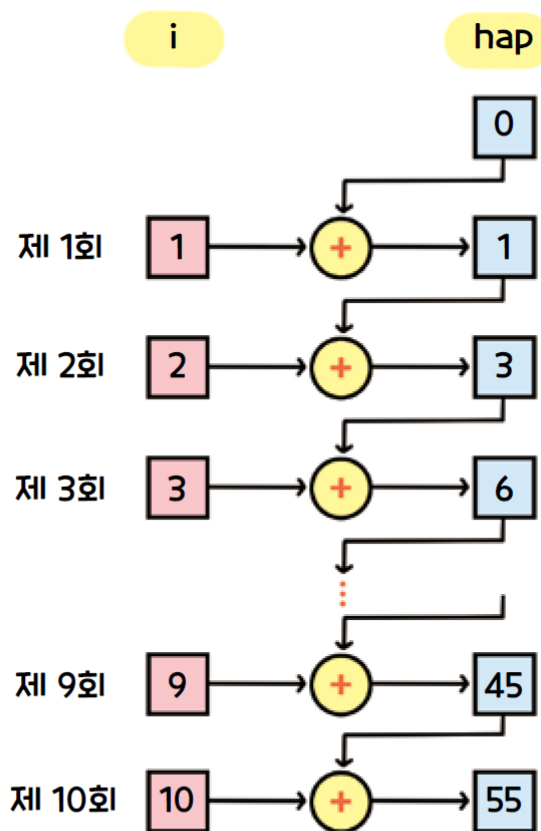 i hap
0
제 1회 1 + 1
제 2회 2 + 3
제 3회 3 + 6
제 9회 9 + 45
제 10회 10 + 55